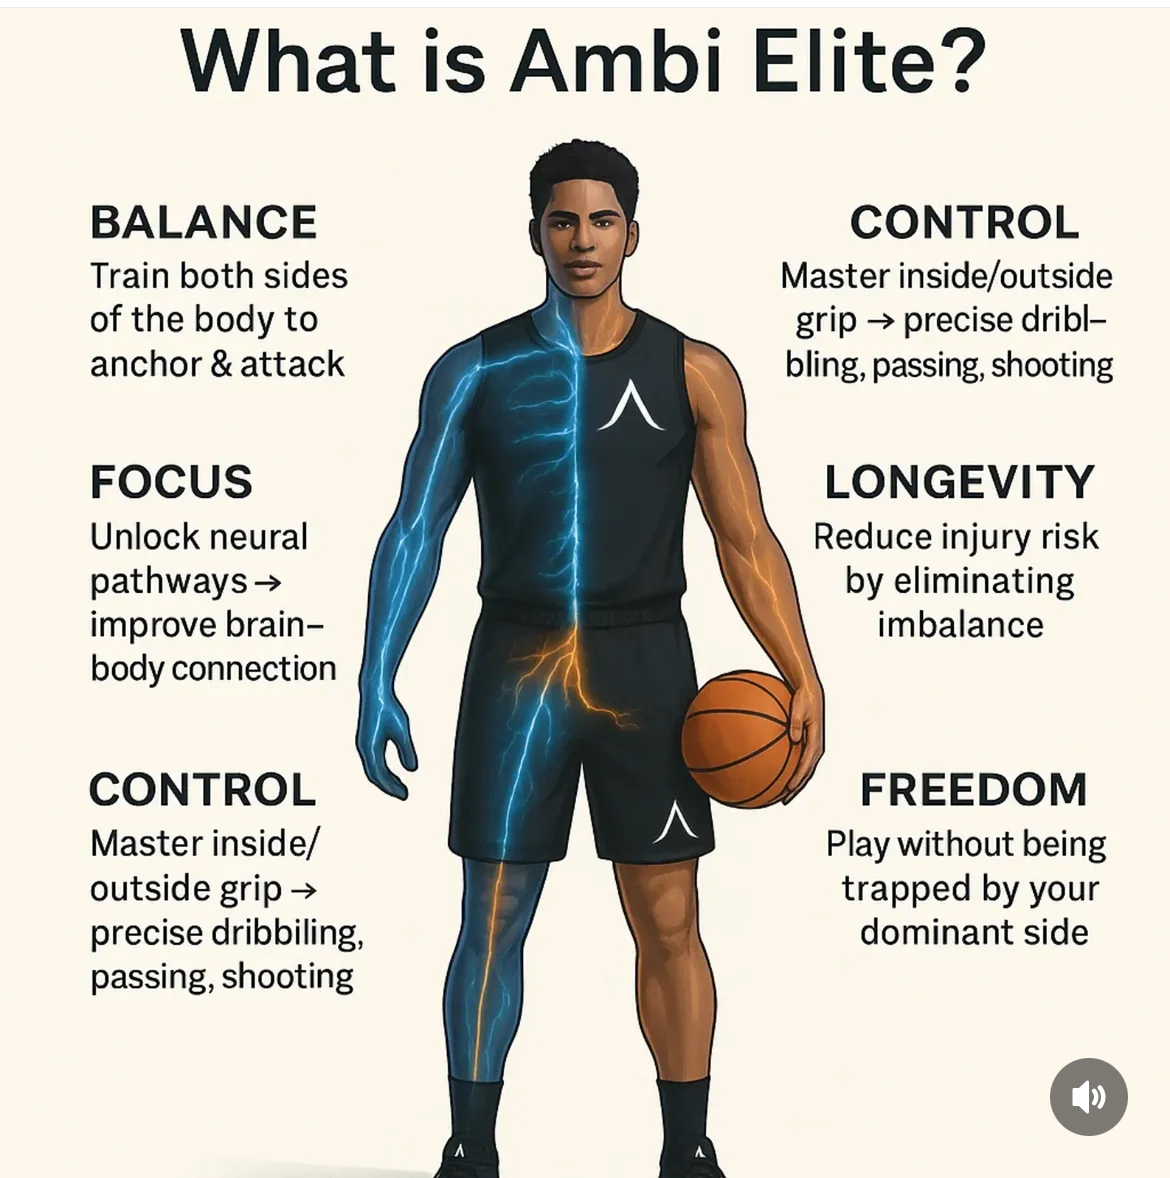 What is Ambi Elite?
BALANCE
Train both sides
of the body to
anchor & attack
FOCUS
Unlock neural
pathways →
improve brain–
body connection
CONTROL
Master inside/
outside grip →
precise dribbiling,
passing, shooting
CONTROL
Master inside/outside
grip → precise dribl–
bling, passing, shooting
LONGEVITY
Reduce injury risk
by eliminating
imbalance
FREEDOM
Play without being
trapped by your
dominant side